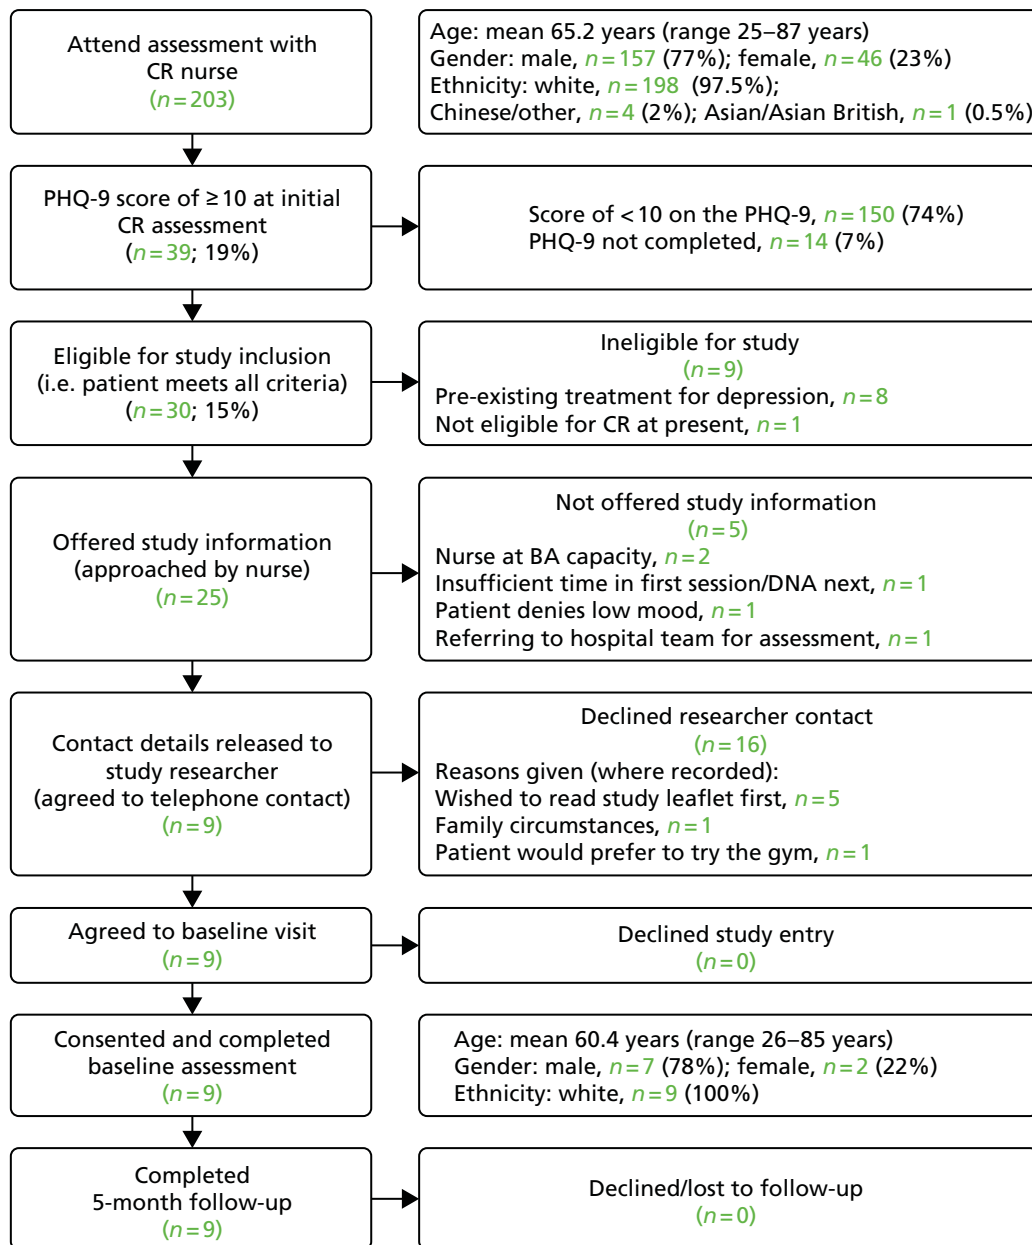 Attend assessment with
CR nurse
(n=203)
Age: mean 65.2 years (range 25–87 years)
Gender: male, n=157 (77%); female, n=46 (23%)
Ethnicity: white, n=198 (97.5%);
Chinese/other, n=4 (2%); Asian/Asian British, n=1 (0.5%)
PHQ-9 score of ≥10 at initial
CR assessment
(n=39; 19%)
Score of <10 on the PHQ-9, n=150 (74%)
PHQ-9 not completed, n=14 (7%)
Eligible for study inclusion
(i.e. patient meets all criteria)
(n=30; 15%)
Ineligible for study
(n=9)
Pre-existing treatment for depression, n=8
Not eligible for CR at present, n=1
Offered study information
(approached by nurse)
(n=25)
Not offered study information
(n=5)
Nurse at BA capacity, n=2
Insufficient time in first session/DNA next, n=1
Patient denies low mood, n=1
Referring to hospital team for assessment, n=1
Contact details released to
study researcher
(agreed to telephone contact)
(n=9)
Declined researcher contact
(n=16)
Reasons given (where recorded):
Wished to read study leaflet first, n=5
Family circumstances, n=1
Patient would prefer to try the gym, n=1
Agreed to baseline visit
(n=9)
Declined study entry
(n=0)
Consented and completed
baseline assessment
(n=9)
Age: mean 60.4 years (range 26–85 years)
Gender: male, n=7 (78%); female, n=2 (22%)
Ethnicity: white, n=9 (100%)
Completed
5-month follow-up
(n=9)
Declined/lost to follow-up
(n=0)